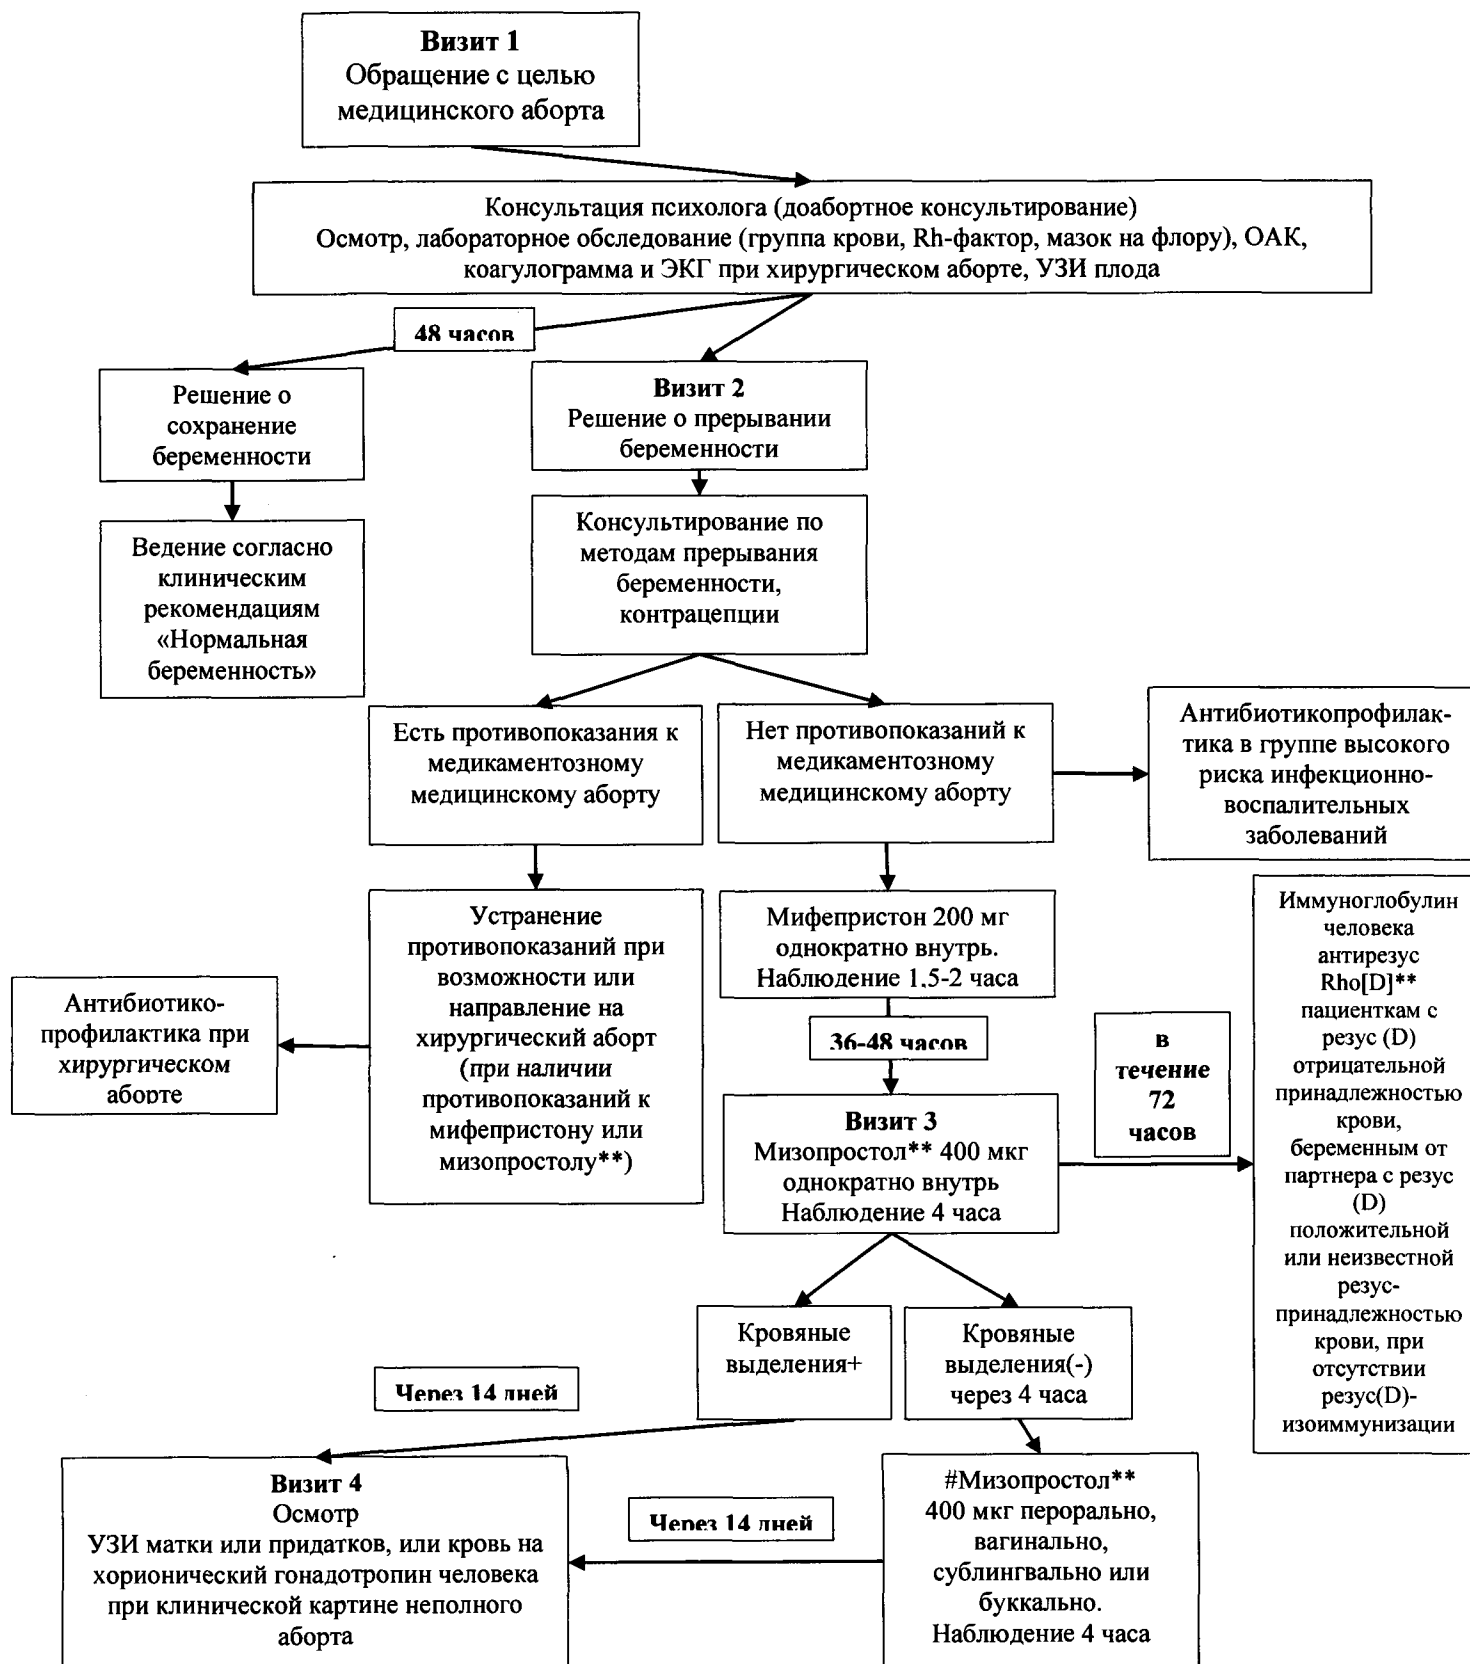 Визит 1
Обращение с целью
медицинского аборта
Консультация психолога (доабортное консультирование)
Осмотр, лабораторное обследование (группа крови, Rh-фактор, мазок на флору), ОАК,
коагулограмма и ЭКГ при хирургическом аборте, УЗИ плода
48 часов
Решение о
сохранение
беременности
Визит 2
Решение о прерывании
беременности
Ведение согласно
клиническим
рекомендациям
«Нормальная
беременность»
Консультирование по
методам прерывания
беременности,
контрацепции
Есть противопоказания к
медикаментозному
медицинскому аборту
Нет противопоказаний к
медикаментозному
медицинскому аборту
Антибиотикопрофилак-
тика в группе высокого
риска инфекционно-
воспалительных
заболеваний
Антибиотико-
профилактика при
хирургическом
аборте
Устранение
противопоказаний при
возможности или
направление на
хирургический аборт
(при наличии
противопоказаний к
мифепристону или
мизопростолу**)
Мифепристон 200 мг
однократно внутрь.
Наблюдение 1,5-2 часа
36-48 часов
Визит 3
Мизопростол** 400 мкг
однократно внутрь
Наблюдение 4 часа
в
течение
72
часов
Иммуноглобулин
человека
антирезус
Rho[D]**
пациенткам с
резус (D)
отрицательной
принадлежностью
крови,
беременным от
партнера с резус
(D)
положительной
или неизвестной
резус-
принадлежностью
крови, при
отсутствии
резус(D)-
изоиммунизации
Кровяные
выделения+
Кровяные
выделения(-)
через 4 часа
Через 14 дней
Визит 4
Осмотр
УЗИ матки или придатков, или кровь на
хорионический гонадотропин человека
при клинической картине неполного
аборта
Через 14 дней
#Мизопростол**
400 мкг перорально,
вагинально,
сублингвально или
буккально.
Наблюдение 4 часа